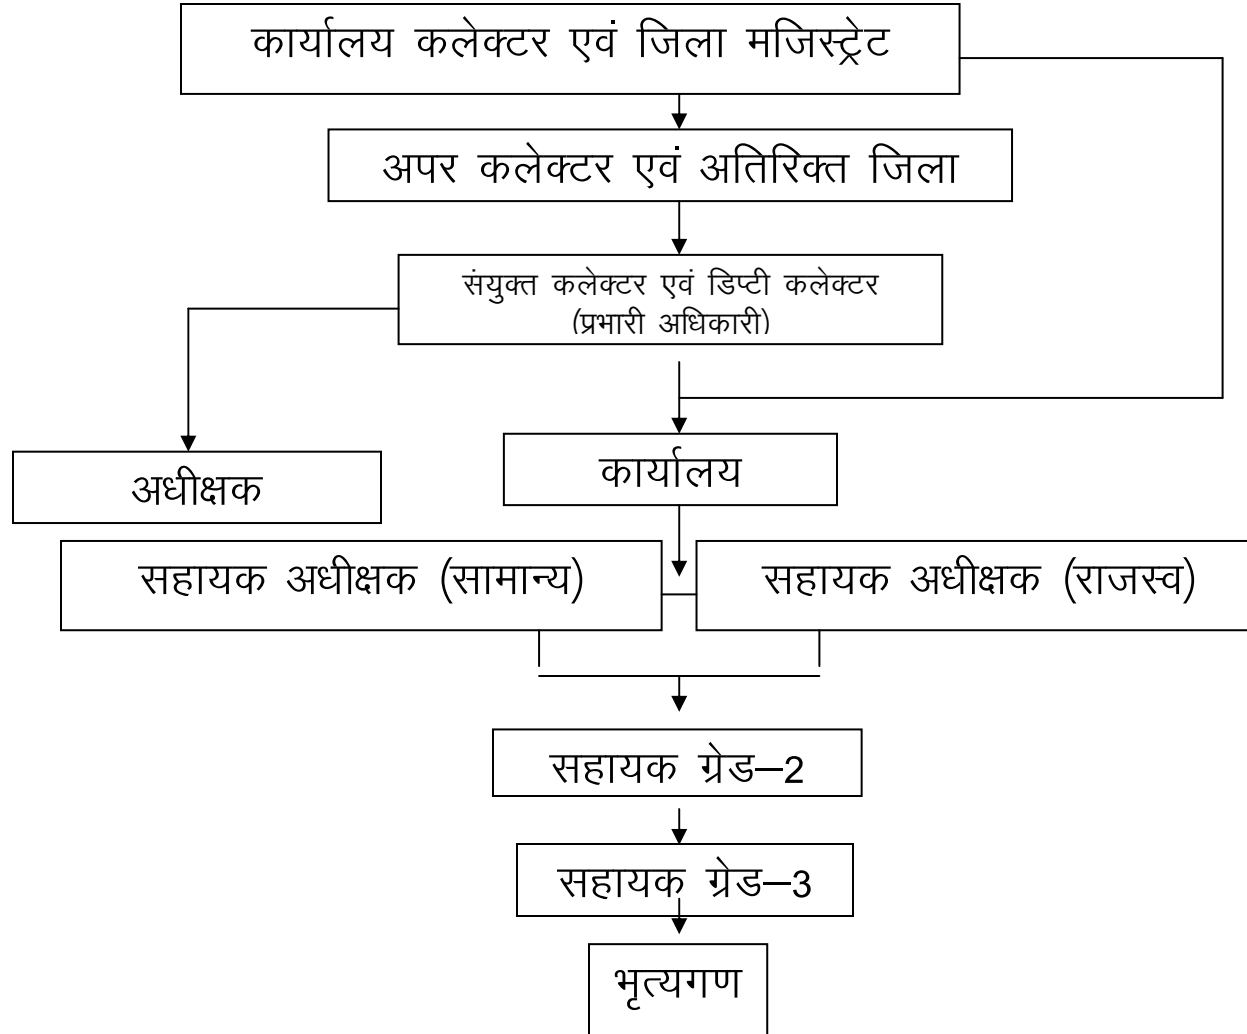 कार्यालय कलेक्टर एवं जिला मजिस्ट्रेट
अपर कलेक्टर एवं अतिरिक्त जिला
संयुक्त कलेक्टर एवं डिप्टी कलेक्टर
(प्रभारी अधिकारी)
अधीक्षक
कार्यालय
सहायक अधीक्षक (सामान्य)
सहायक अधीक्षक (राजस्व)
सहायक ग्रेड–2
सहायक ग्रेड–3
भृत्यगण